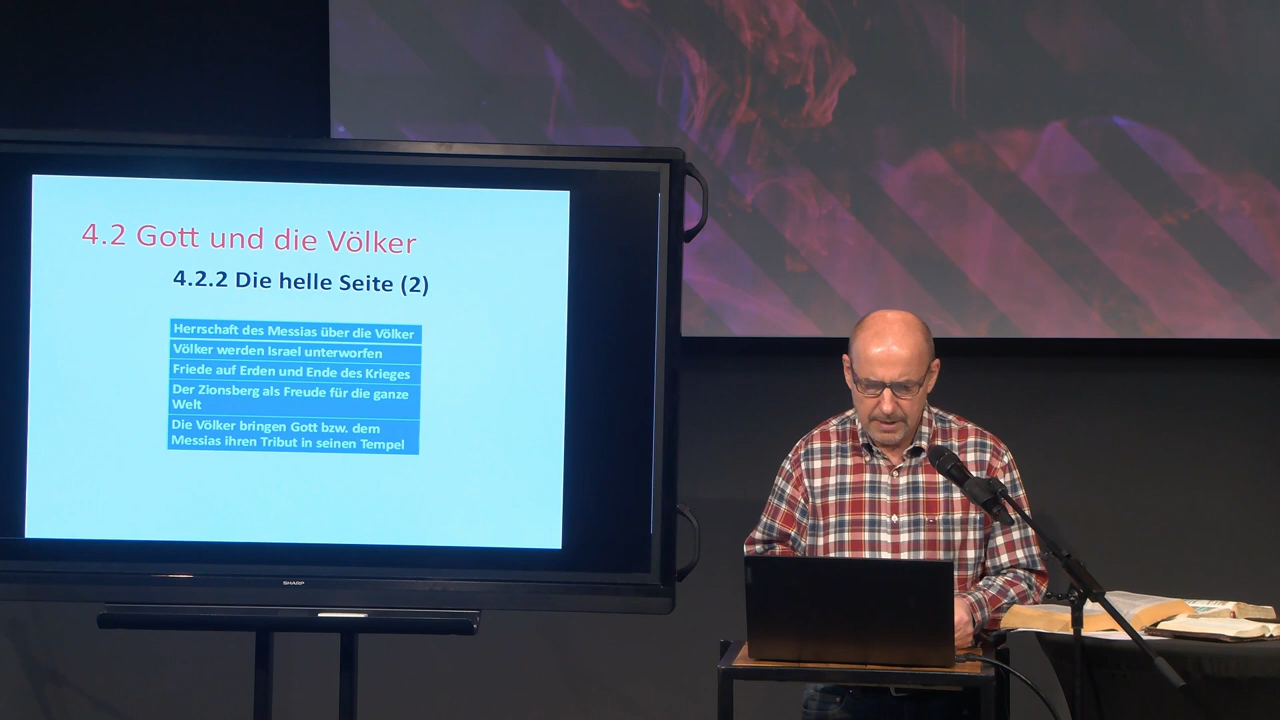 4.2 Gott und die Völker
4.2.2 Die helle Seite (2)
Herrschaft des Messias über die Völker
Völker werden Israel unterworfen
Friede auf Erden und Ende des Krieges
Der Zionsberg als Freude für die ganze
Welt
Die Völker bringen Gott bzw. dem
Messias ihren Tribut in seinen Tempel
SHARP